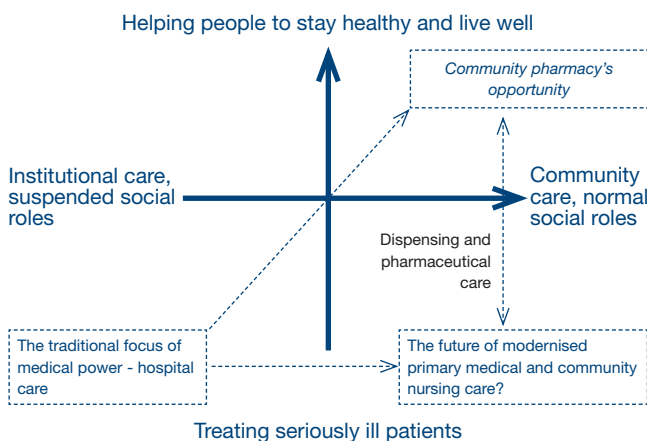 Helping people to stay healthy and live well
Community pharmacy's
opportunity
Institutional care,
suspended social
roles
Community
care, normal
social roles
Dispensing and
pharmaceutical
care
The traditional focus of
medical power - hospital
care
The future of modernised
primary medical and community
nursing care?
Treating seriously ill patients